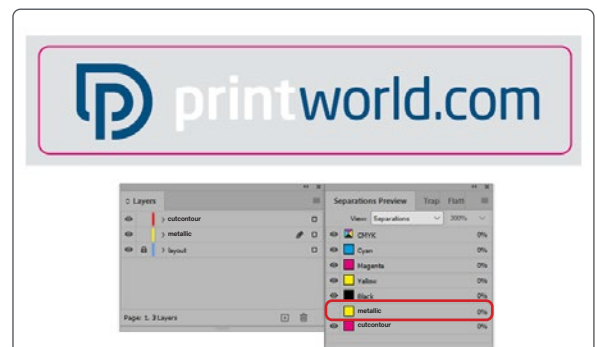 printworld.com
Layers
cutcontour
metallic
layout
Page: 1, 3 Layers
Separations Preview Trap Flatt
View: Separations 300%
CMYK 0%
Cyan 0%
Magenta 0%
Yellow 0%
Black 0%
metallic 0%
cutcontour 0%